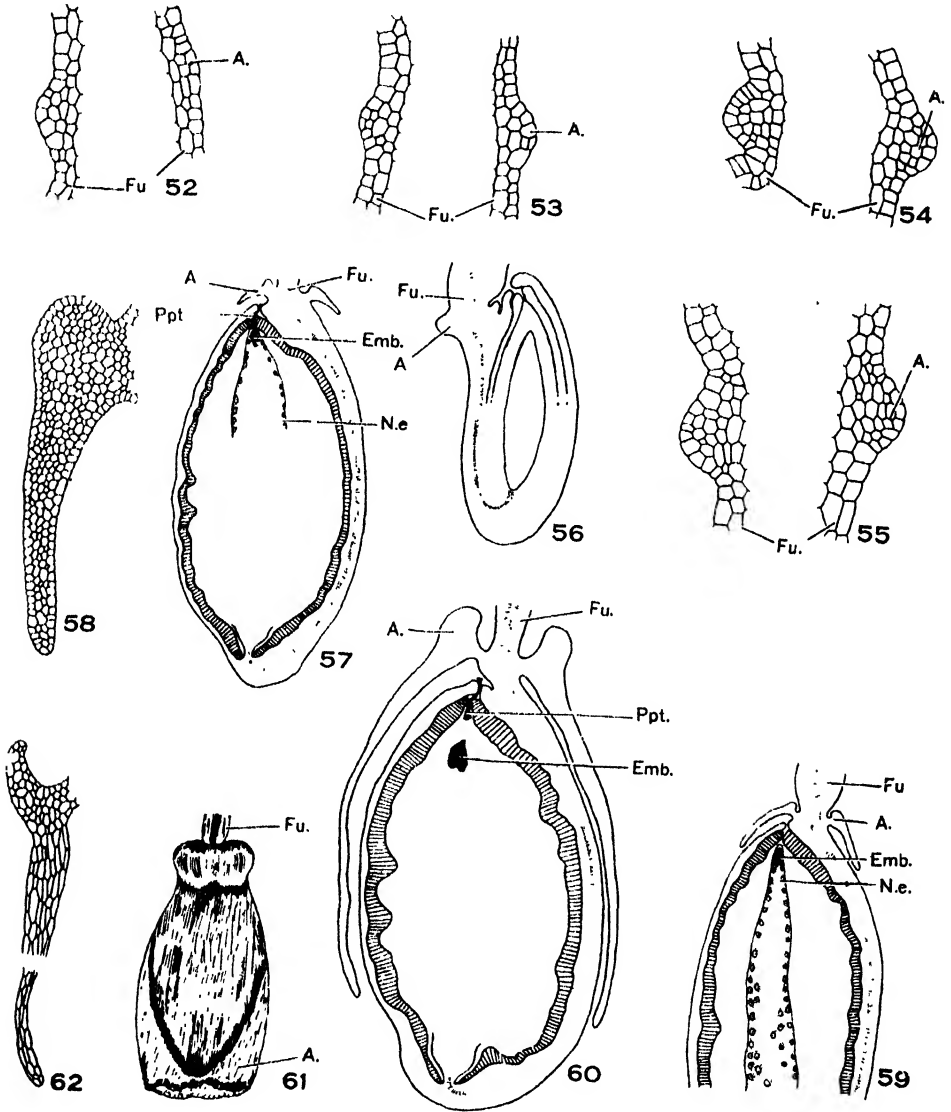 A.
Fu
52
A.
Fu.
53
A.
Fu.
54
A
Fu.
Ppt
Emb.
N.e
57
Fu.
A
56
A.
Fu.
55
58
A.
Fu.
Ppt.
Emb.
60
62
Fu.
A.
61
Fu
A.
Emb.
N.e.
59